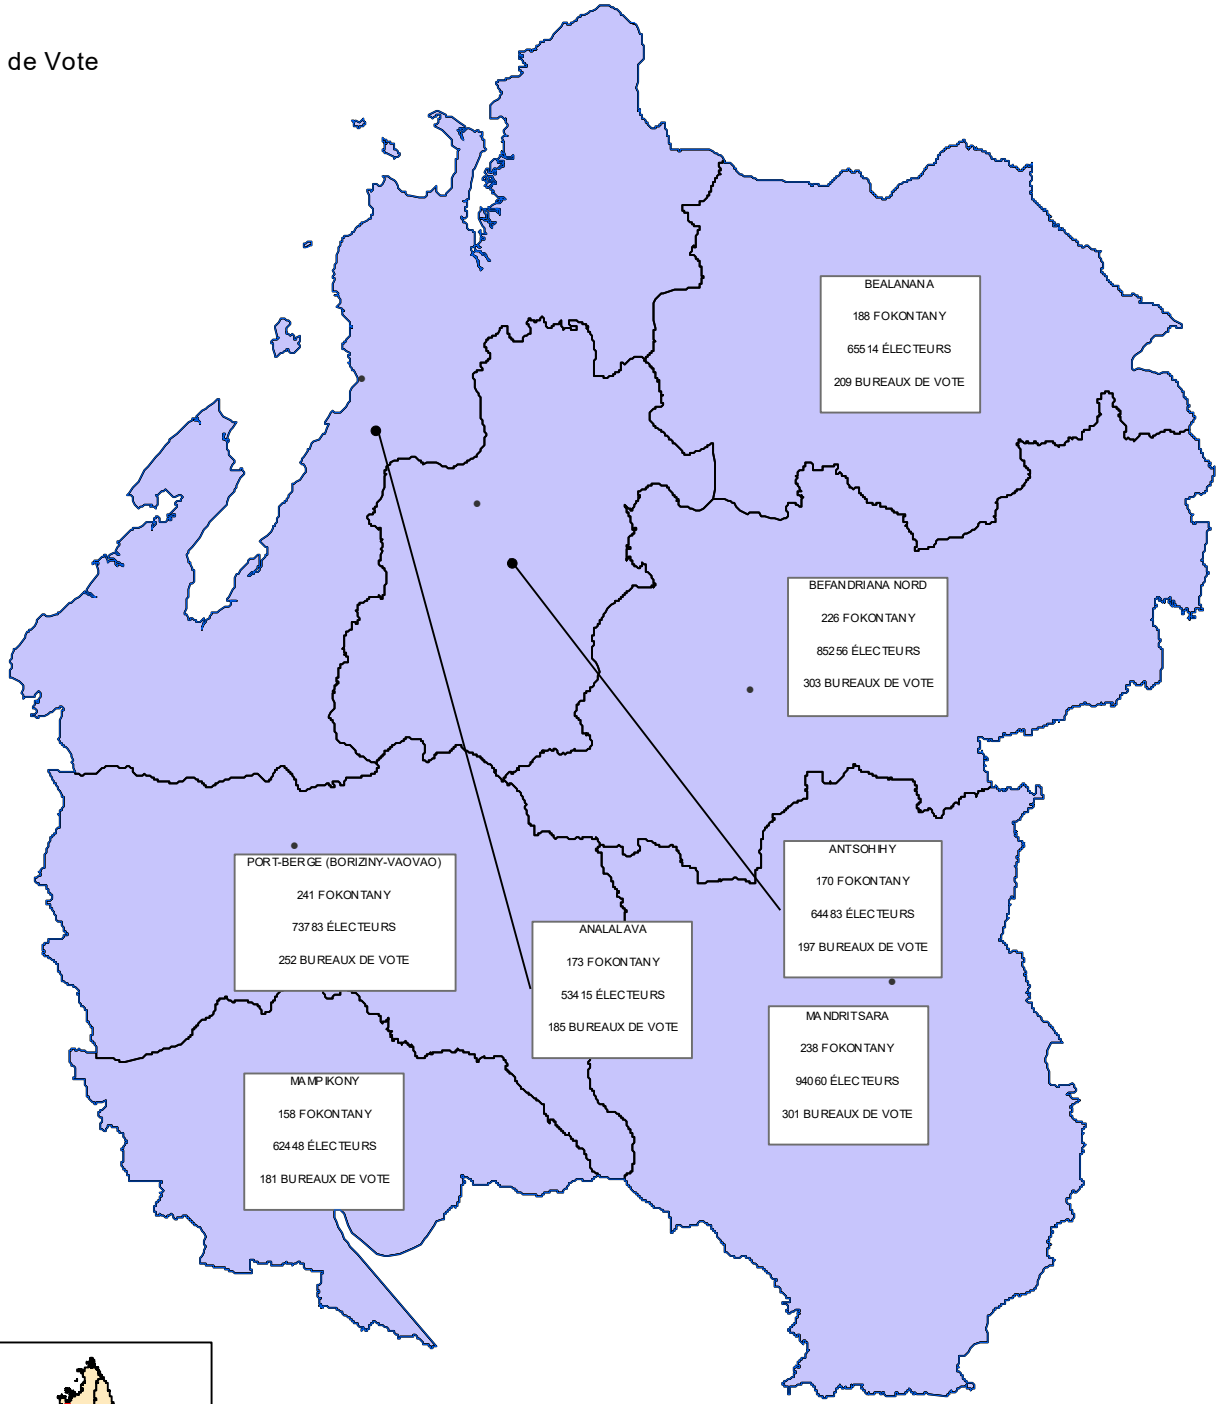 de Vote
BEALANANA
188 FOKONTANY
65514 ÉLECTEURS
209 BUREAUX DE VOTE
BEFANDRIANA NORD
226 FOKONTANY
85256 ÉLECTEURS
303 BUREAUX DE VOTE
ANTSOHIHY
170 FOKONTANY
64483 ÉLECTEURS
197 BUREAUX DE VOTE
PORT-BERGE (BORIZINY-VAOVAO)
241 FOKONTANY
73783 ÉLECTEURS
252 BUREAUX DE VOTE
ANALALAVA
173 FOKONTANY
53415 ÉLECTEURS
185 BUREAUX DE VOTE
MANDRITSARA
238 FOKONTANY
94060 ÉLECTEURS
301 BUREAUX DE VOTE
MAMPIKONY
158 FOKONTANY
62448 ÉLECTEURS
181 BUREAUX DE VOTE